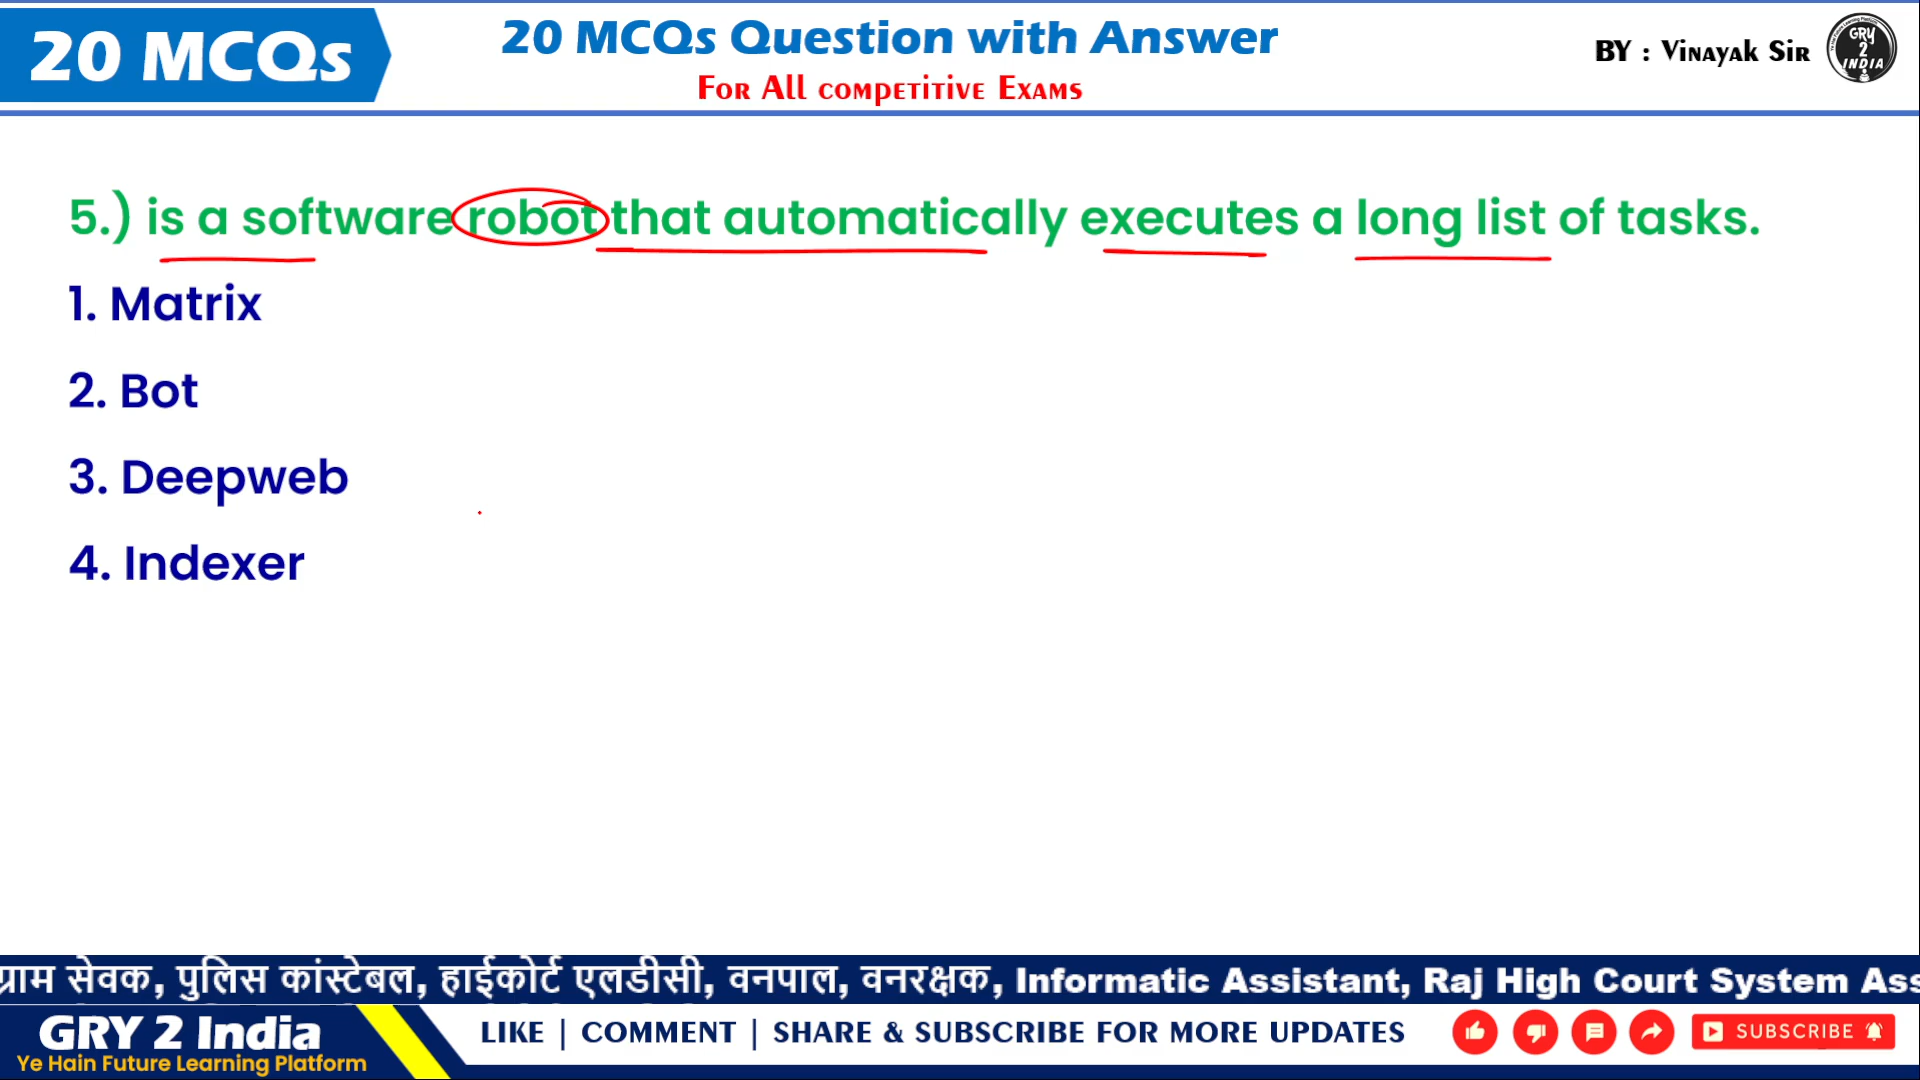 20 MCQs
20 MCQs Question with Answer
For All competitive Exams
BY : Vinayak Sir
GRY
2
INDIA
5.) is a software robot that automatically executes a long list of tasks.
1. Matrix
2. Bot
3. Deepweb
4. Indexer
ग्राम सेवक, पुलिस कांस्टेबल, हाईकोर्ट एलडीसी, वनपाल, वनरक्षक, Informatic Assistant, Raj High Court System Ass
GRY 2 India
Ye Hain Future Learning Platform
LIKE | COMMENT | SHARE & SUBSCRIBE FOR MORE UPDATES
SUBSCRIBE